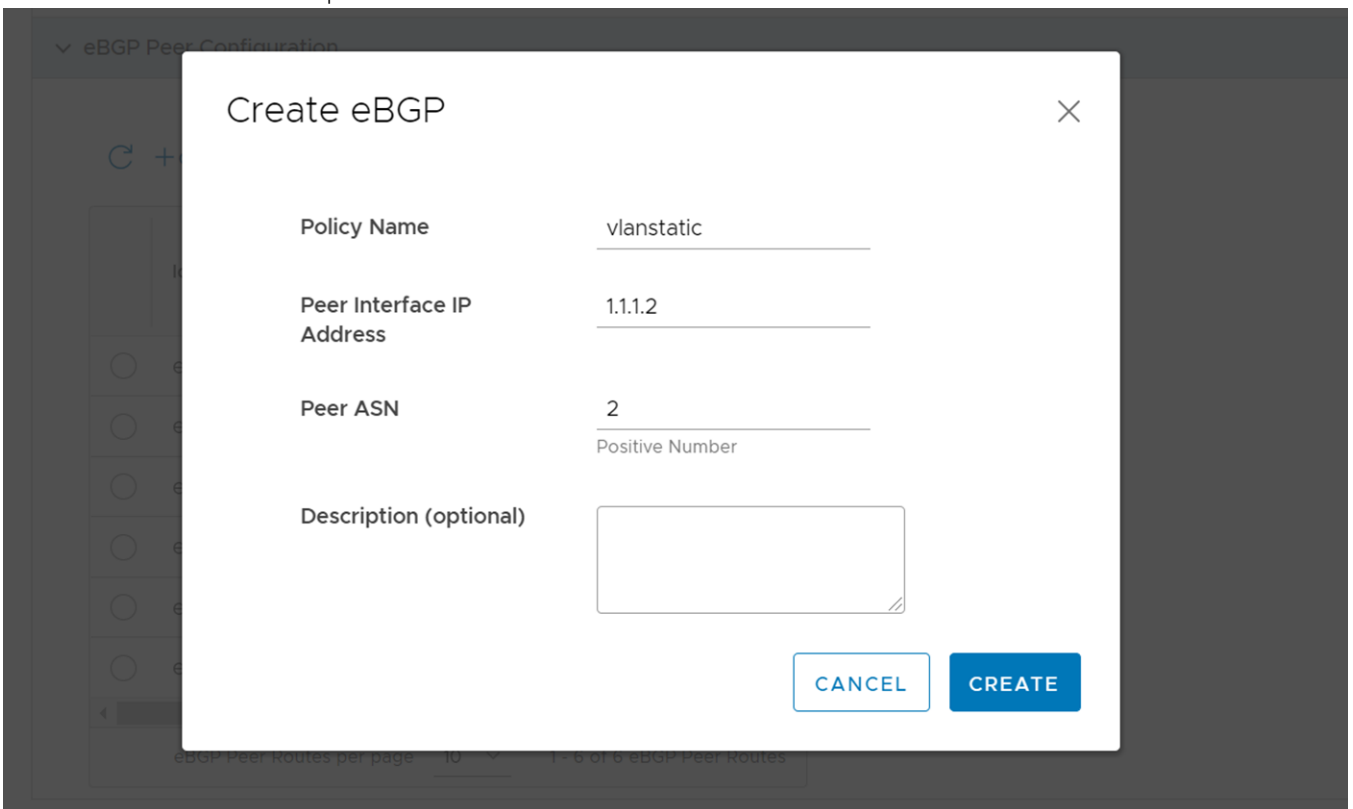 eBGP Peer Configuration
Create eBGP
Policy Name
vlanstatic
Peer Interface IP
Address
1.1.1.2
Peer ASN
2
Positive Number
Description (optional)
CANCEL
CREATE
eBGP Peer Routes per page 10 1 - 6 of 6 eBGP Peer Routes